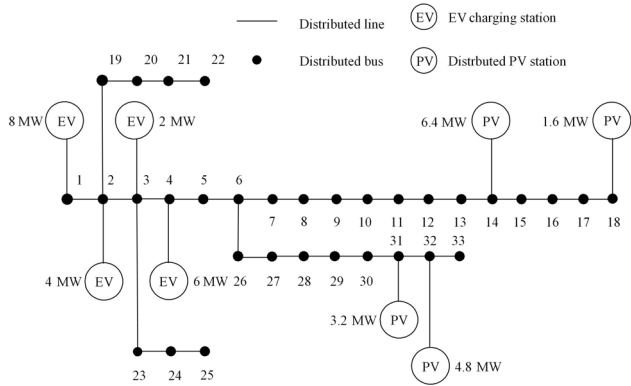 Distributed line
EV
EV charging station
Distributed bus
PV
Distrbuted PV station
19 20 21 22
8 MW EV
EV 2 MW
6.4 MW PV
1.6 MW PV
1 2 3 4 5 6
7 8 9 10 11 12 13 14 15 16 17 18
31 32 33
4 MW EV
EV 6 MW
26 27 28 29 30
3.2 MW PV
PV 4.8 MW
23 24 25